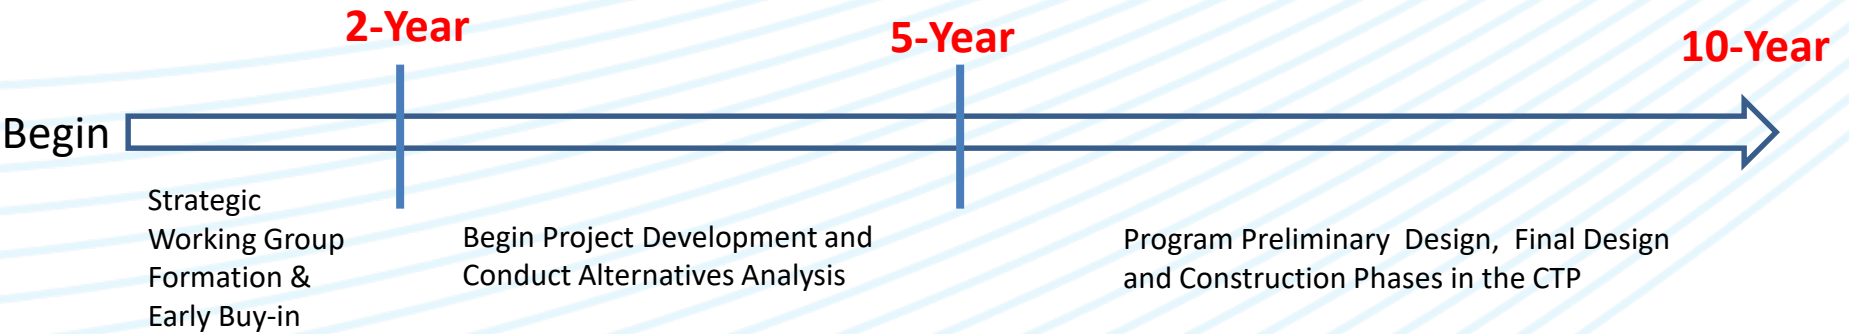 2-Year
5-Year
10-Year
Begin
Strategic
Working Group
Formation &
Early Buy-in
Begin Project Development and
Conduct Alternatives Analysis
Program Preliminary  Design,  Final Design
and Construction Phases in the CTP